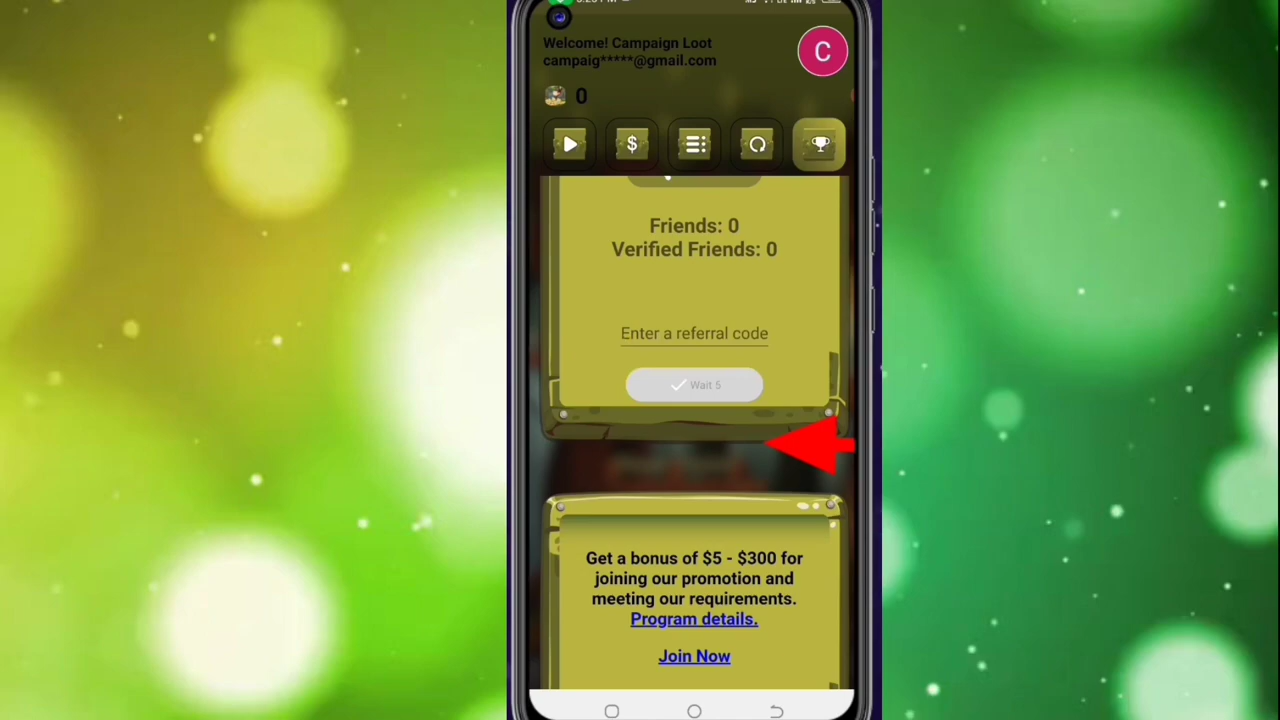 Welcome! Campaign Loot
campaig*****@gmail.com
C
0
$
Friends: 0
Verified Friends: 0
Enter a referral code
Wait 5
Get a bonus of $5 - $300 for
joining our promotion and
meeting our requirements.
Program details.
Join Now